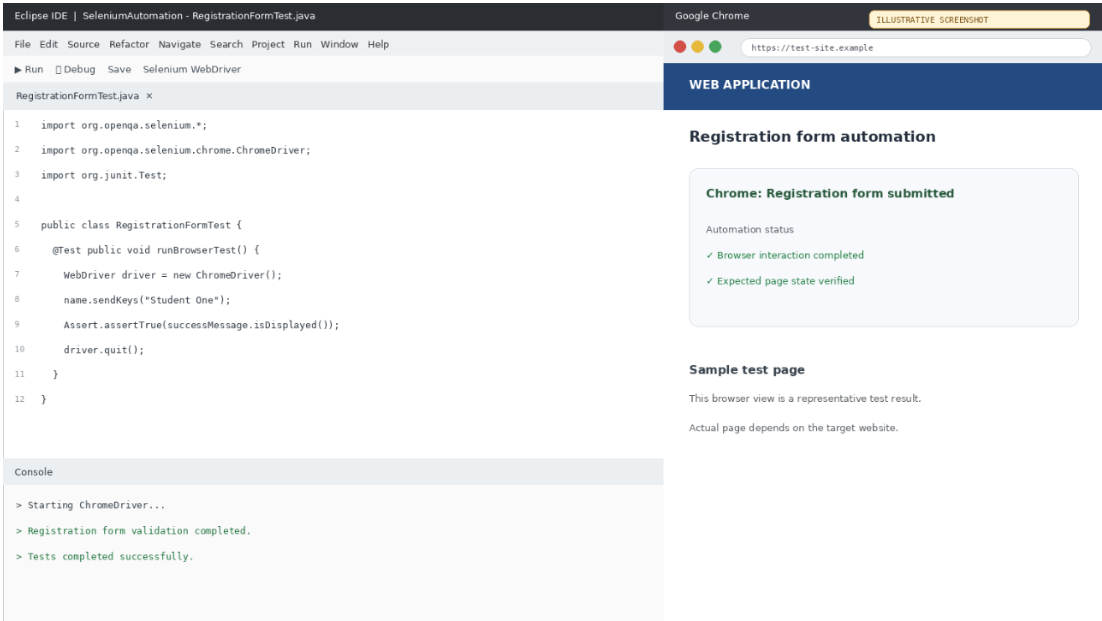 Eclipse IDE | SeleniumAutomation - RegistrationFormTest.java
File Edit Source Refactor Navigate Search Project Run Window Help
▶ Run ▯ Debug Save Selenium WebDriver
RegistrationFormTest.java ×
1 import org.openqa.selenium.*;
2 import org.openqa.selenium.chrome.ChromeDriver;
3 import org.junit.Test;
4
5 public class RegistrationFormTest {
6 @Test public void runBrowserTest() {
7 WebDriver driver = new ChromeDriver();
8 name.sendKeys("Student One");
9 Assert.assertTrue(successMessage.isDisplayed());
10 driver.quit();
11 }
12 }
Console
> Starting ChromeDriver...
> Registration form validation completed.
> Tests completed successfully.
Google Chrome
ILLUSTRATIVE SCREENSHOT
https://test-site.example
WEB APPLICATION
Registration form automation
Chrome: Registration form submitted
Automation status
✓ Browser interaction completed
✓ Expected page state verified
Sample test page
This browser view is a representative test result.
Actual page depends on the target website.